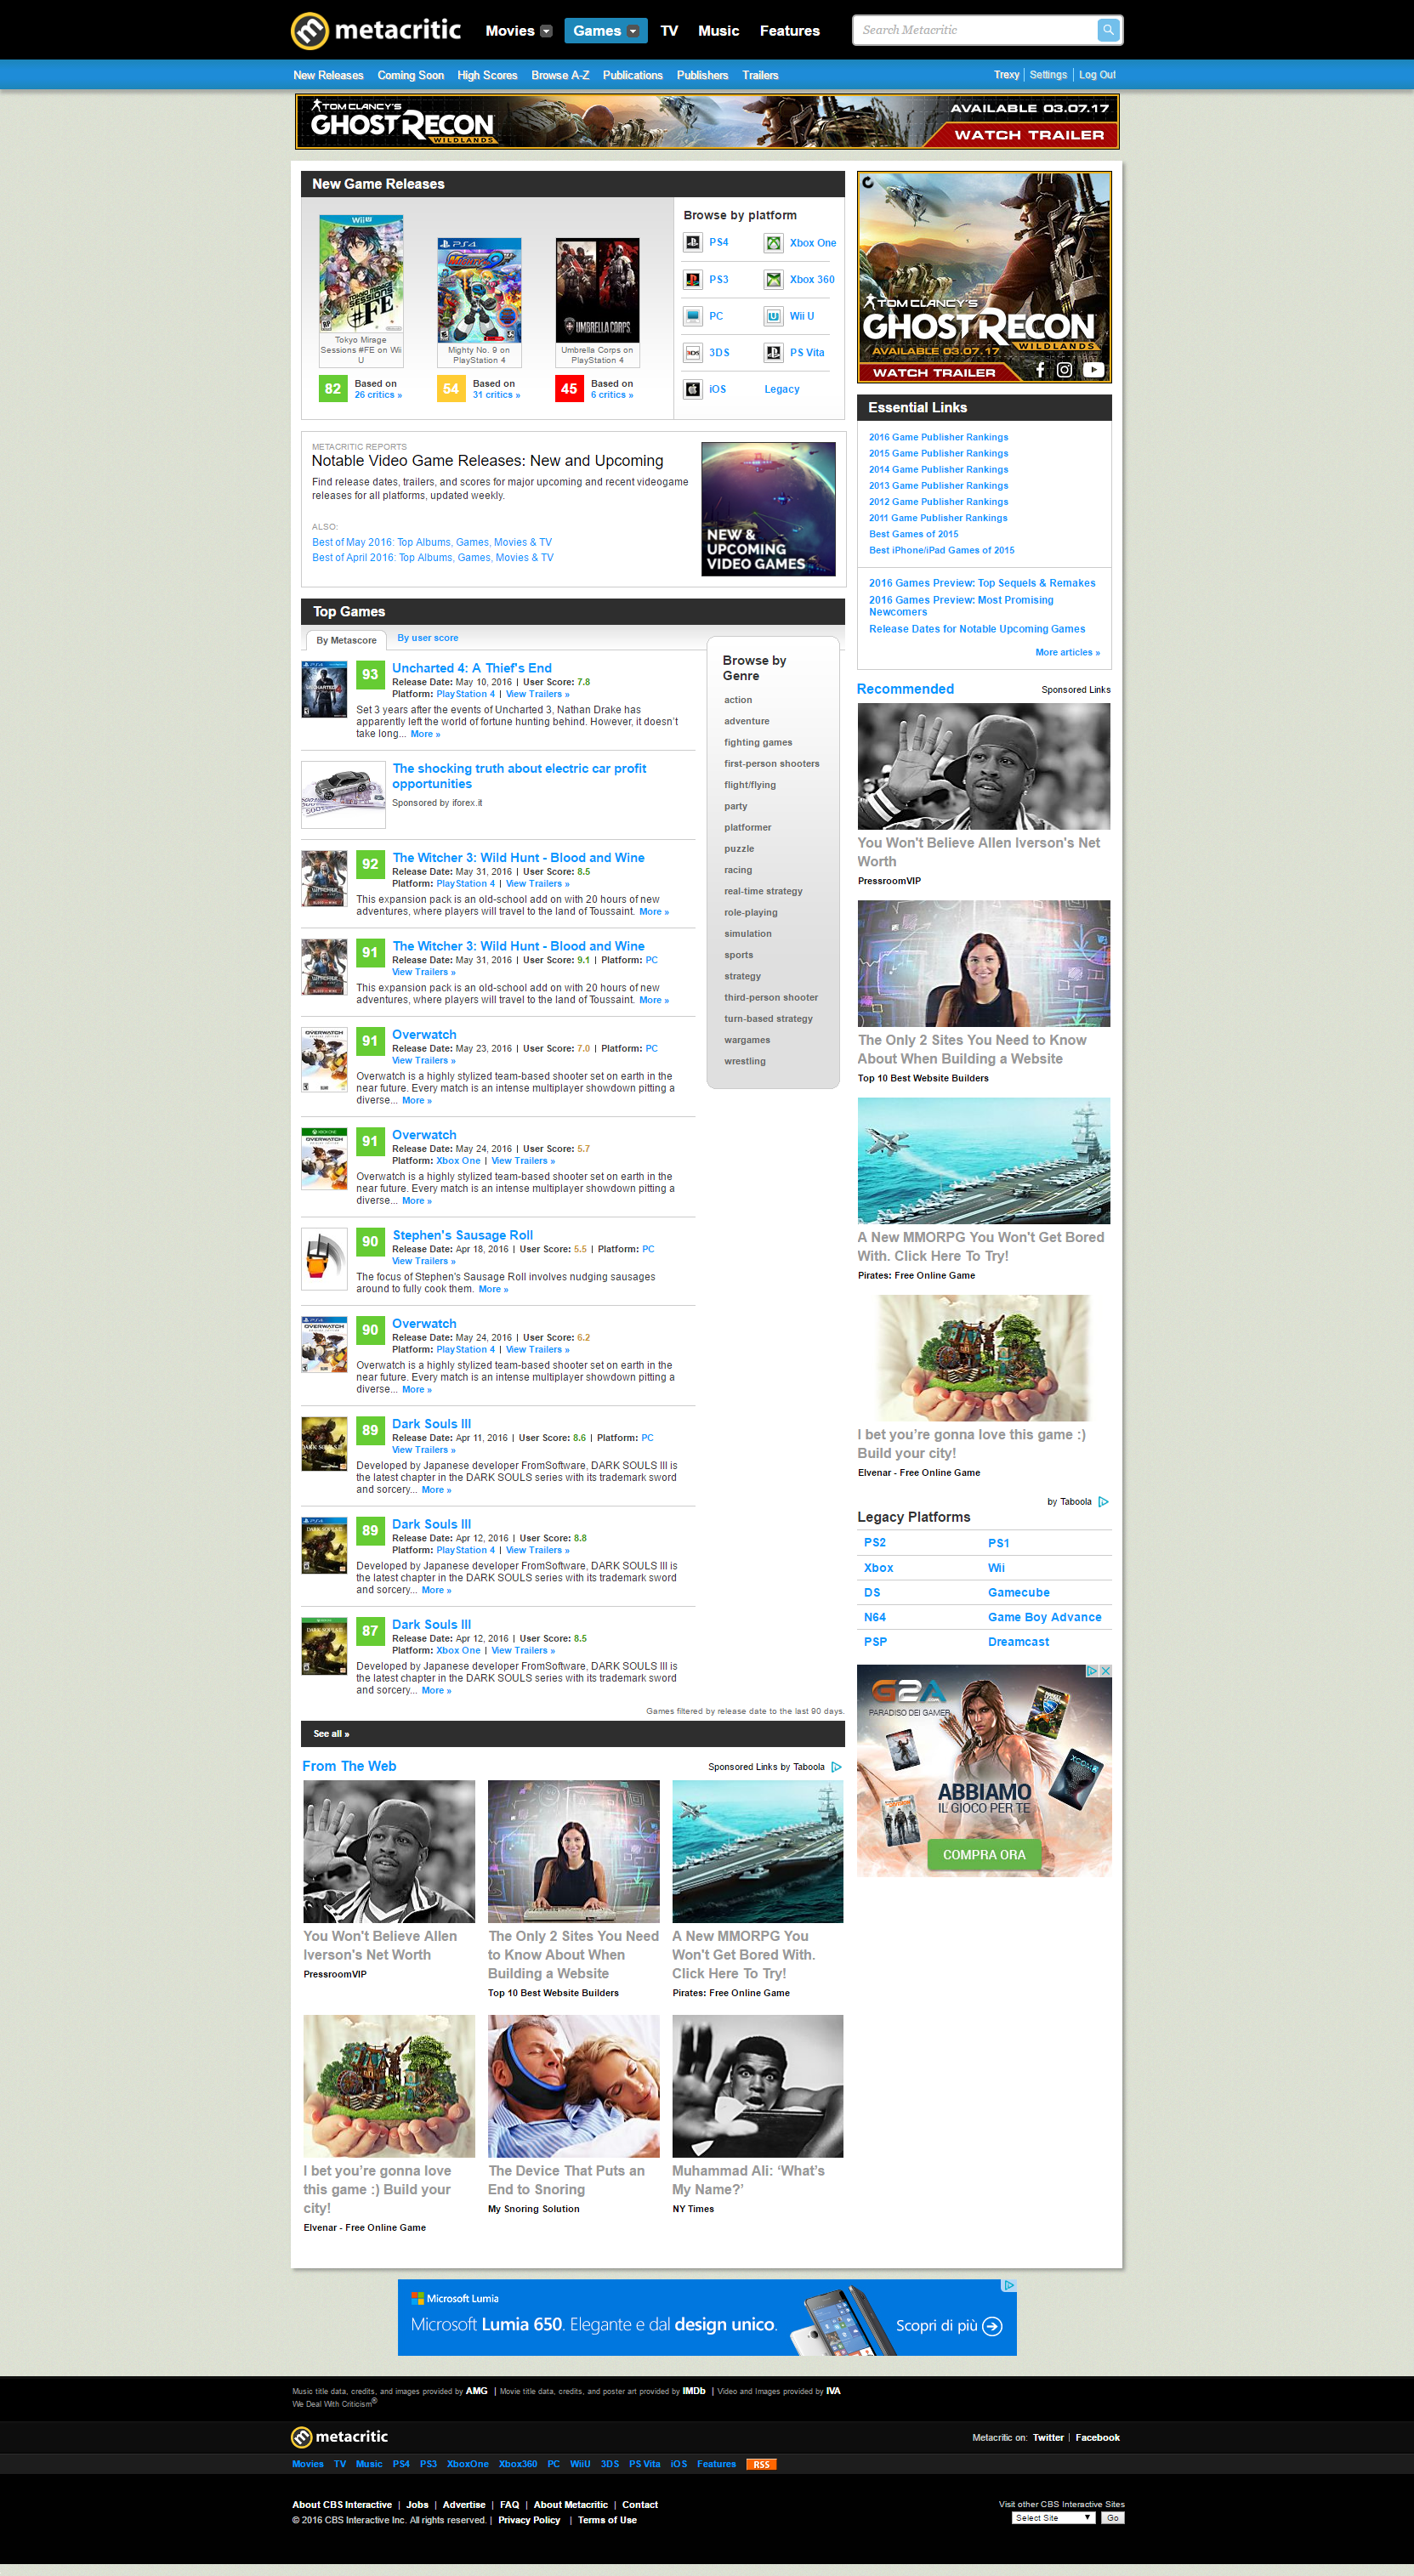 metacritic
Movies Games TV Music Features
Search Metacritic
New Releases Coming Soon High Scores Browse A-Z Publications Publishers Trailers
Trexy Settings Log Out
TOM CLANCY'S
GHOST RECON
WILDLANDS
AVAILABLE 03.07.17
WATCH TRAILER
New Game Releases
Tokyo Mirage
Sessions #FE on Wii
U
82 Based on
26 critics »
Mighty No. 9 on
PlayStation 4
54 Based on
31 critics »
Umbrella Corps on
PlayStation 4
45 Based on
6 critics »
Browse by platform
PS4 Xbox One
PS3 Xbox 360
PC Wii U
3DS PS Vita
iOS Legacy
TOM CLANCY'S
GHOST RECON
WILDLANDS
AVAILABLE 03.07.17
WATCH TRAILER
METACRITIC REPORTS
Notable Video Game Releases: New and Upcoming
Find release dates, trailers, and scores for major upcoming and recent videogame
releases for all platforms, updated weekly.
ALSO:
Best of May 2016: Top Albums, Games, Movies & TV
Best of April 2016: Top Albums, Games, Movies & TV
NEW &
UPCOMING
VIDEO GAMES
Essential Links
2016 Game Publisher Rankings
2015 Game Publisher Rankings
2014 Game Publisher Rankings
2013 Game Publisher Rankings
2012 Game Publisher Rankings
2011 Game Publisher Rankings
Best Games of 2015
Best iPhone/iPad Games of 2015
2016 Games Preview: Top Sequels & Remakes
2016 Games Preview: Most Promising
Newcomers
Release Dates for Notable Upcoming Games
More articles »
Top Games
By Metascore By user score
93 Uncharted 4: A Thief's End
Release Date: May 10, 2016 | User Score: 7.8
Platform: PlayStation 4 | View Trailers »
Set 3 years after the events of Uncharted 3, Nathan Drake has
apparently left the world of fortune hunting behind. However, it doesn't
take long... More »
The shocking truth about electric car profit
opportunities
Sponsored by iforex.it
92 The Witcher 3: Wild Hunt - Blood and Wine
Release Date: May 31, 2016 | User Score: 8.5
Platform: PlayStation 4 | View Trailers »
This expansion pack is an old-school add on with 20 hours of new
adventures, where players will travel to the land of Toussaint. More »
91 The Witcher 3: Wild Hunt - Blood and Wine
Release Date: May 31, 2016 | User Score: 9.1 | Platform: PC
View Trailers »
This expansion pack is an old-school add on with 20 hours of new
adventures, where players will travel to the land of Toussaint. More »
91 Overwatch
Release Date: May 23, 2016 | User Score: 7.0 | Platform: PC
View Trailers »
Overwatch is a highly stylized team-based shooter set on earth in the
near future. Every match is an intense multiplayer showdown pitting a
diverse... More »
91 Overwatch
Release Date: May 24, 2016 | User Score: 5.7
Platform: Xbox One | View Trailers »
Overwatch is a highly stylized team-based shooter set on earth in the
near future. Every match is an intense multiplayer showdown pitting a
diverse... More »
90 Stephen's Sausage Roll
Release Date: Apr 18, 2016 | User Score: 5.5 | Platform: PC
View Trailers »
The focus of Stephen's Sausage Roll involves nudging sausages
around to fully cook them. More »
90 Overwatch
Release Date: May 24, 2016 | User Score: 6.2
Platform: PlayStation 4 | View Trailers »
Overwatch is a highly stylized team-based shooter set on earth in the
near future. Every match is an intense multiplayer showdown pitting a
diverse... More »
89 Dark Souls III
Release Date: Apr 11, 2016 | User Score: 8.6 | Platform: PC
View Trailers »
Developed by Japanese developer FromSoftware, DARK SOULS III is
the latest chapter in the DARK SOULS series with its trademark sword
and sorcery... More »
89 Dark Souls III
Release Date: Apr 12, 2016 | User Score: 8.8
Platform: PlayStation 4 | View Trailers »
Developed by Japanese developer FromSoftware, DARK SOULS III is
the latest chapter in the DARK SOULS series with its trademark sword
and sorcery... More »
87 Dark Souls III
Release Date: Apr 12, 2016 | User Score: 8.5
Platform: Xbox One | View Trailers »
Developed by Japanese developer FromSoftware, DARK SOULS III is
the latest chapter in the DARK SOULS series with its trademark sword
and sorcery... More »
Games filtered by release date to the last 90 days.
See all »
Browse by
Genre
action
adventure
fighting games
first-person shooters
flight/flying
party
platformer
puzzle
racing
real-time strategy
role-playing
simulation
sports
strategy
third-person shooter
turn-based strategy
wargames
wrestling
Recommended Sponsored Links
You Won't Believe Allen Iverson's Net
Worth
PressroomVIP
The Only 2 Sites You Need to Know
About When Building a Website
Top 10 Best Website Builders
A New MMORPG You Won't Get Bored
With. Click Here To Try!
Pirates: Free Online Game
I bet you're gonna love this game :)
Build your city!
Elvenar - Free Online Game
by Taboola
Legacy Platforms
PS2 PS1
Xbox Wii
DS Gamecube
N64 Game Boy Advance
PSP Dreamcast
G2A
PARADISO DEI GAMER
ABBIAMO
IL GIOCO PER TE
COMPRA ORA
From The Web Sponsored Links by Taboola
You Won't Believe Allen
Iverson's Net Worth
PressroomVIP
The Only 2 Sites You Need
to Know About When
Building a Website
Top 10 Best Website Builders
A New MMORPG You
Won't Get Bored With.
Click Here To Try!
Pirates: Free Online Game
I bet you're gonna love
this game :) Build your
city!
Elvenar - Free Online Game
The Device That Puts an
End to Snoring
My Snoring Solution
Muhammad Ali: ‘What's
My Name?’
NY Times
Microsoft Lumia
Microsoft Lumia 650. Elegante e dal design unico.
Scopri di più
Music title data, credits, and images provided by AMG | Movie title data, credits, and poster art provided by IMDb | Video and Images provided by IVA
We Deal With Criticism®
metacritic
Metacritic on: Twitter | Facebook
Movies TV Music PS4 PS3 XboxOne Xbox360 PC WiiU 3DS PS Vita iOS Features RSS
About CBS Interactive | Jobs | Advertise | FAQ | About Metacritic | Contact
© 2016 CBS Interactive Inc. All rights reserved. | Privacy Policy | Terms of Use
Visit other CBS Interactive Sites
Select Site Go